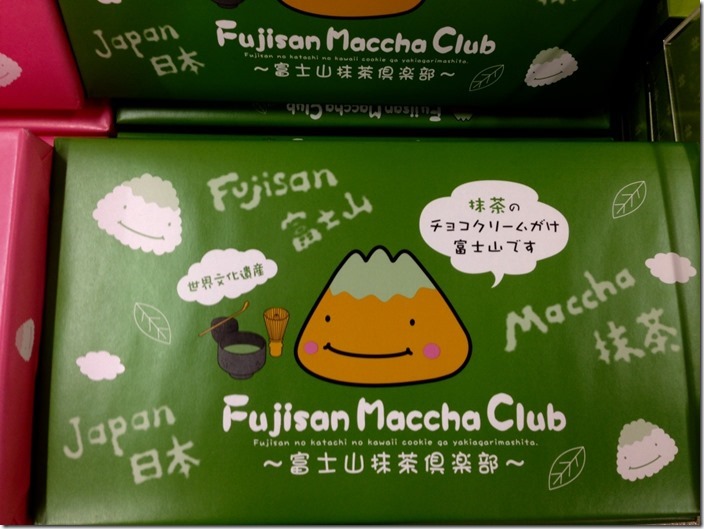 Japan
日本
Fujisan Maccha Club
Fujisan no katachi no kawaii cookie ga yakiagarimashita.
～富士山抹茶倶楽部～
Fujisan Maccha Club
Fujisan
富士山
抹茶の
チョコクリームがけ
富士山です
世界文化遺産
Maccha
抹茶
Japan
日本
Fujisan Maccha Club
Fujisan no katachi no kawaii cookie ga yakiagarimashita.
～富士山抹茶倶楽部～